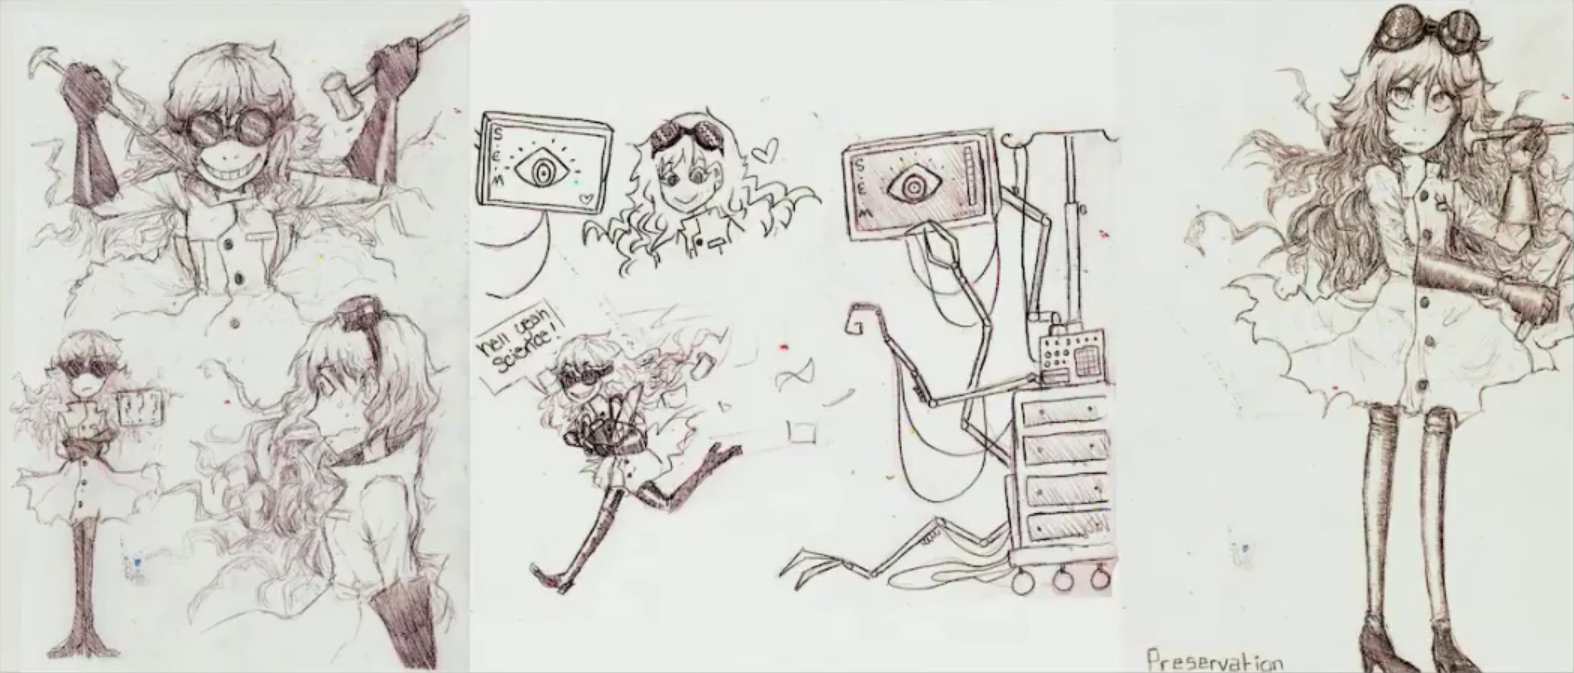 S.
E.
M
S.
E.
M
hell yeah
science!!
Preservation